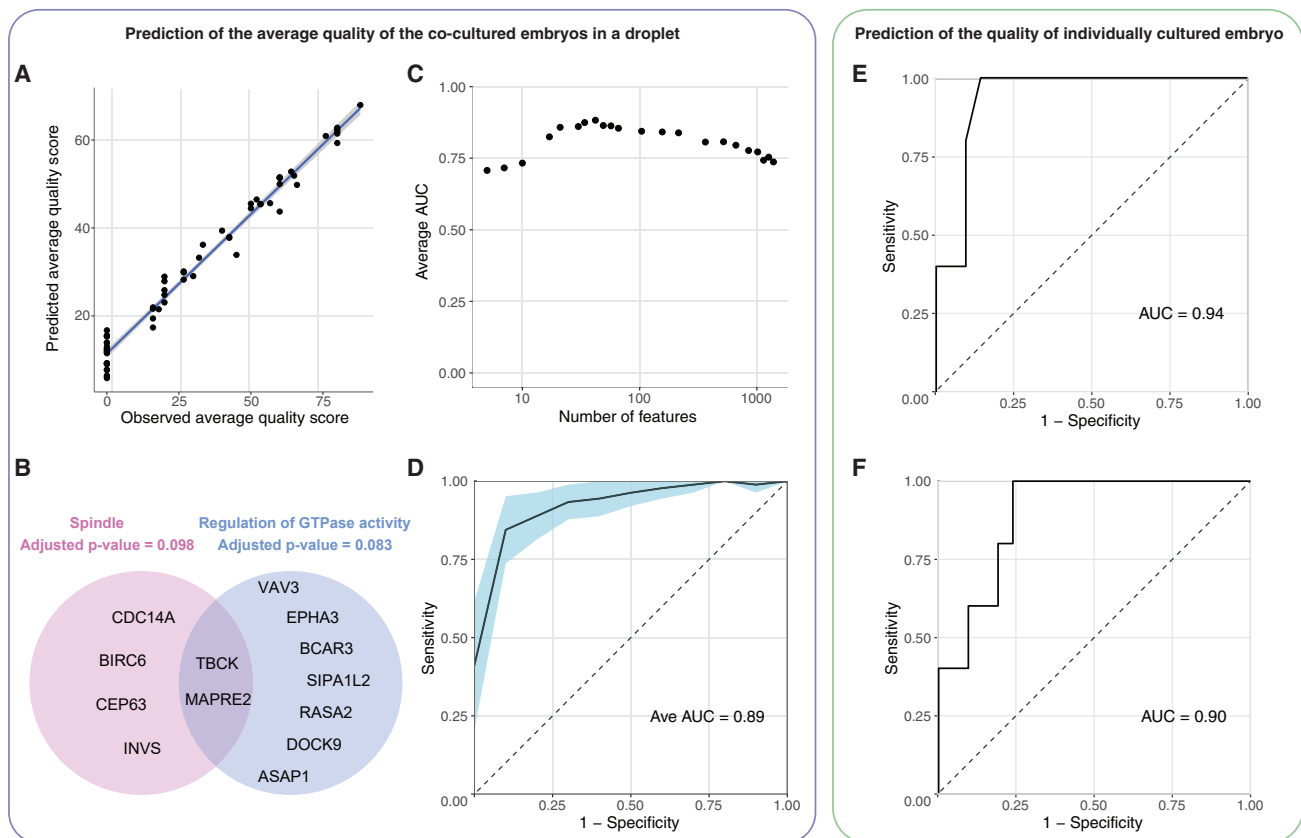 Prediction of the average quality of the co-cultured embryos in a droplet
A
Predicted average quality score
60
40
20
0
25
50
75
Observed average quality score
C
Average AUC
1.00
0.75
0.50
0.25
0.00
10
100
1000
Number of features
B
Spindle
Adjusted p-value = 0.098
Regulation of GTPase activity
Adjusted p-value = 0.083
CDC14A
BIRC6
CEP63
INVS
TBCK
MAPRE2
VAV3
EPHA3
BCAR3
SIPA1L2
RASA2
DOCK9
ASAP1
D
Sensitivity
1.00
0.75
0.50
0.25
0.00
Ave AUC = 0.89
0.25
0.50
0.75
1.00
1 − Specificity
Prediction of the quality of individually cultured embryo
E
Sensitivity
1.00
0.75
0.50
0.25
0.00
AUC = 0.94
0.25
0.50
0.75
1.00
1 − Specificity
F
Sensitivity
1.00
0.75
0.50
0.25
0.00
AUC = 0.90
0.25
0.50
0.75
1.00
1 − Specificity